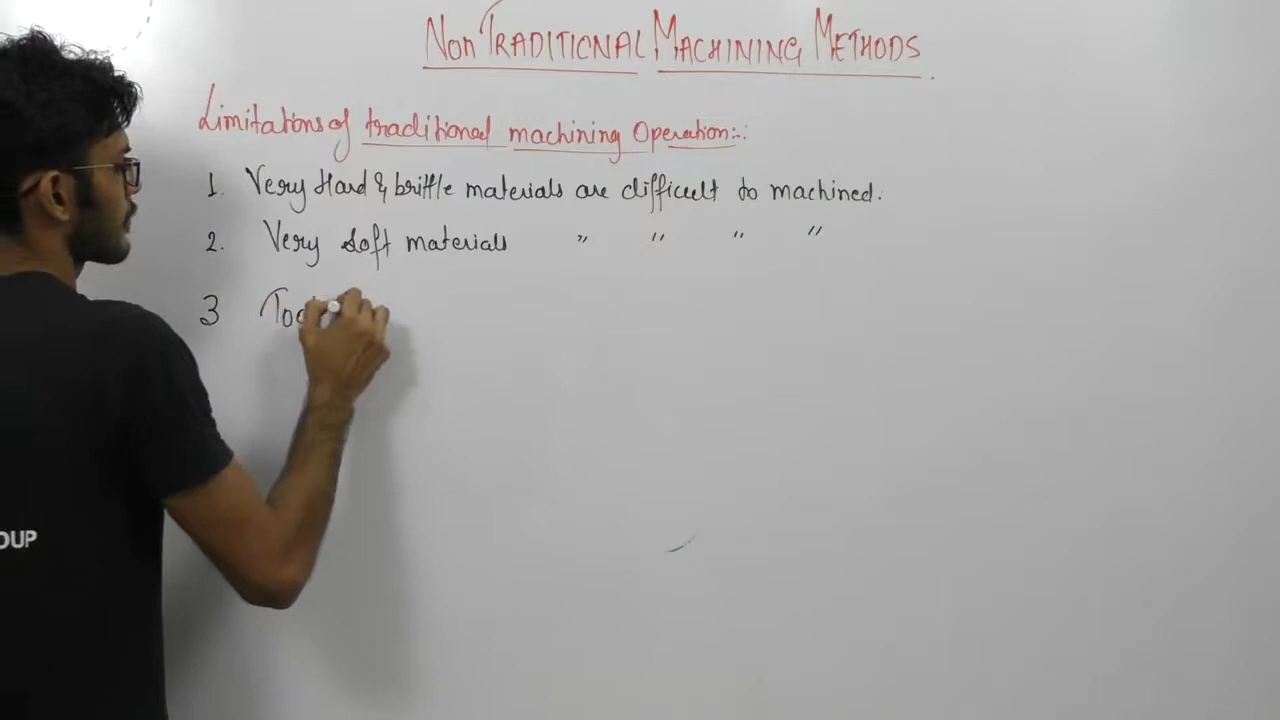 Non TRADITIONAL MACHINING METHODS
Limitations of traditional machining Operation:-
1. Very Hard & brittle materials are difficult to machined.
2. Very Soft materials " " " "
3 Too
OUP